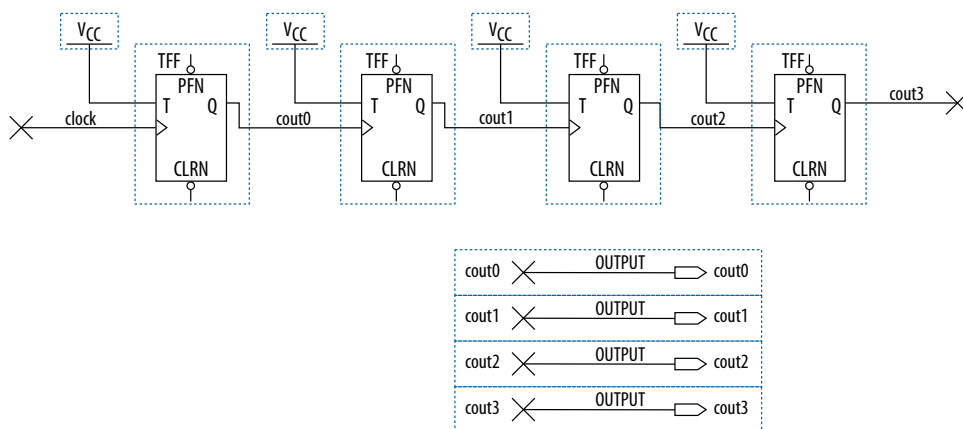 VCC VCC VCC VCC
TFF TFF TFF TFF
PFN PFN PFN PFN
T Q T Q T Q T Q
clock cout0 cout1 cout2 cout3
CLRN CLRN CLRN CLRN
cout0 OUTPUT cout0
cout1 OUTPUT cout1
cout2 OUTPUT cout2
cout3 OUTPUT cout3